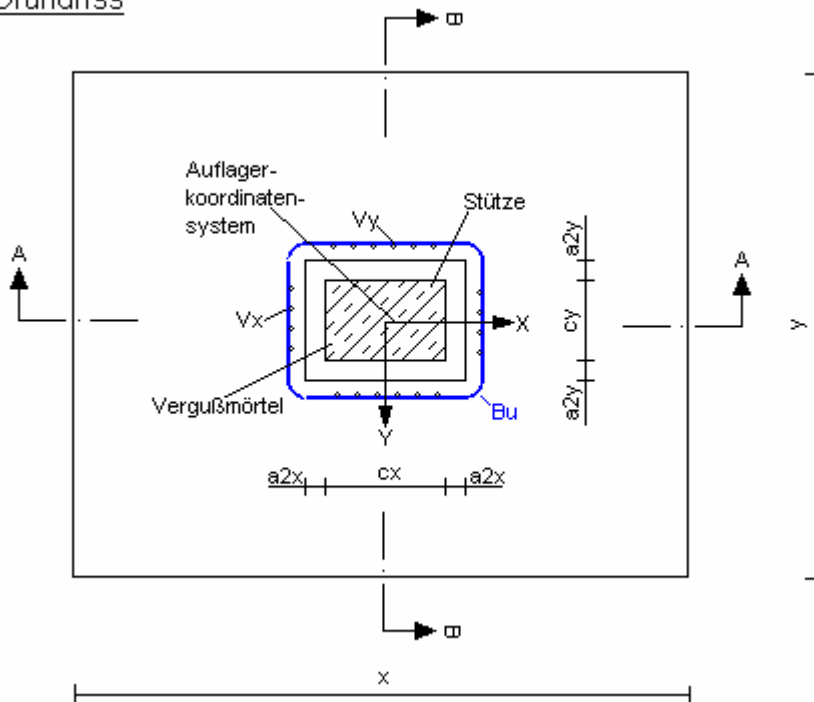 Grundriss
B
Auflager-
koordinaten-
system
Stütze
Vy
a2y
A
A
Vx
X
cy
y
Vergußmörtel
Bu
a2y
Y
a2x
cx
a2x
B
x